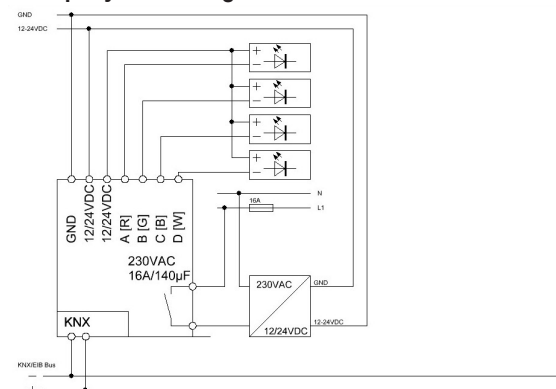 GND
12-24VDC
+
−
+
−
+
−
+
−
GND
12/24VDC
12/24VDC
A [R]
B [G]
C [B]
D [W]
N
16A
L1
230VAC
16A/140µF
230VAC
GND
12/24VDC
12-24VDC
KNX
KNX/EIB Bus